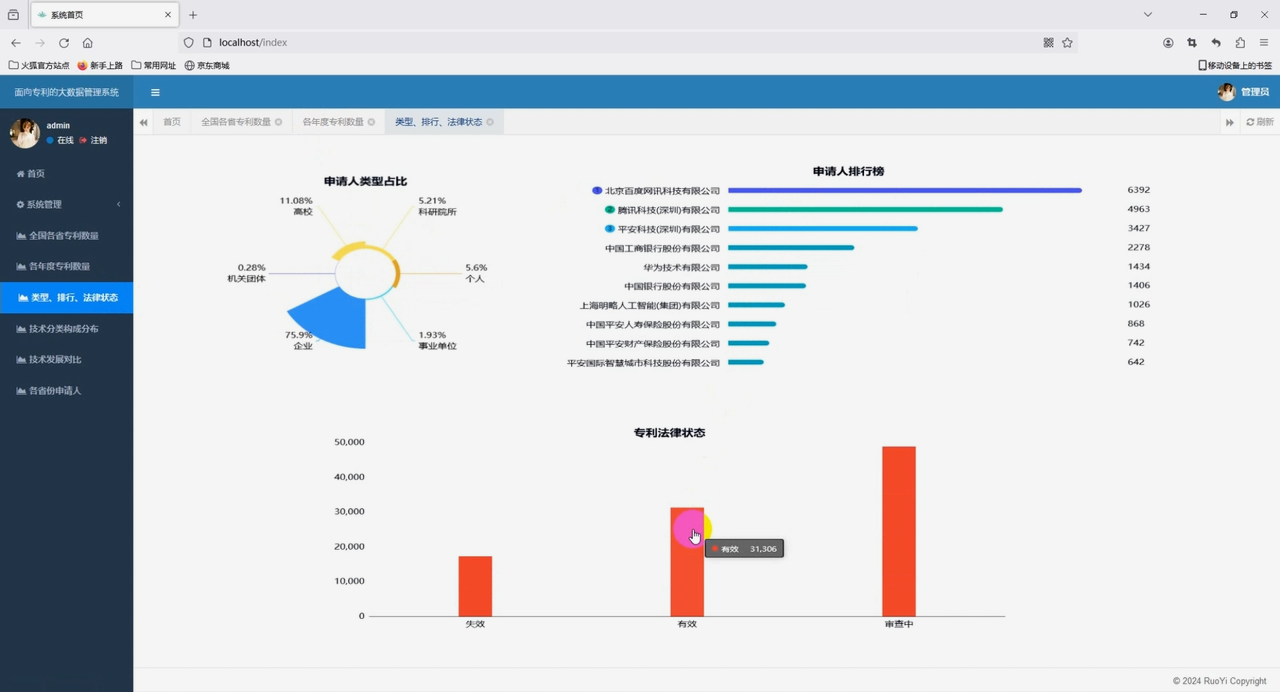 系统首页
localhost/index
火狐官方站点
新手上路
常用网址
京东商城
移动设备上的书签
面向专利的大数据管理系统
管理员
admin
在线
注销
首页
全国各省专利数量
各年度专利数量
类型、排行、法律状态
刷新
首页
系统管理
全国各省专利数量
各年度专利数量
类型、排行、法律状态
技术分类构成分布
技术发展对比
各省份申请人
申请人类型占比
11.08%
高校
5.21%
科研院所
0.28%
机关团体
5.6%
个人
75.9%
企业
1.93%
事业单位
申请人排行榜
1 北京百度网讯科技有限公司 6392
2 腾讯科技(深圳)有限公司 4963
3 平安科技(深圳)有限公司 3427
中国工商银行股份有限公司 2278
华为技术有限公司 1434
中国银行股份有限公司 1406
上海明略人工智能(集团)有限公司 1026
中国平安人寿保险股份有限公司 868
中国平安财产保险股份有限公司 742
平安国际智慧城市科技股份有限公司 642
专利法律状态
50,000
40,000
30,000
20,000
10,000
0
有效 31,306
失效
有效
审查中
© 2024 RuoYi Copyright